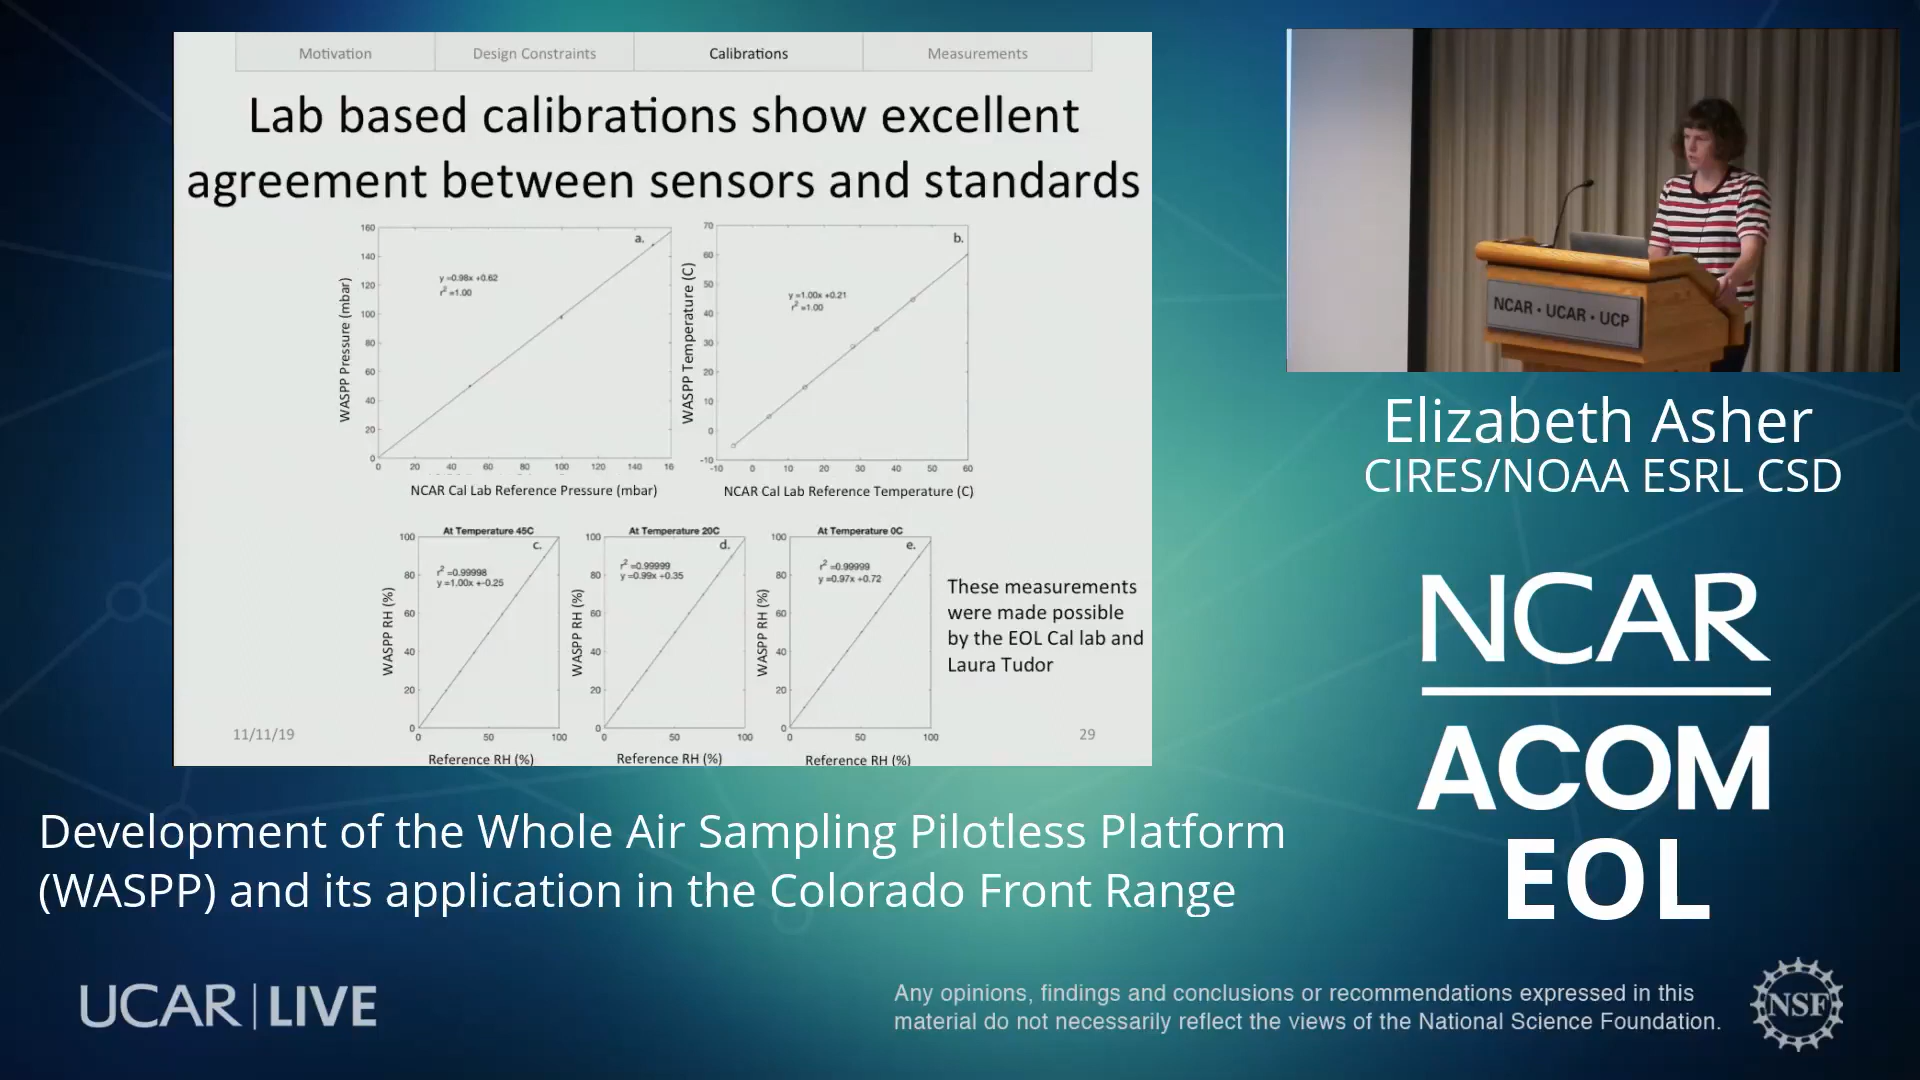 Motivation
Design Constraints
Calibrations
Measurements
Lab based calibrations show excellent
agreement between sensors and standards
160
140
120
100
80
60
40
20
0
WASPP Pressure (mbar)
a.
y =0.98x +0.62
r² =1.00
0 20 40 60 80 100 120 140 16
NCAR Cal Lab Reference Pressure (mbar)
70
60
50
40
30
20
10
0
-10
WASPP Temperature (C)
b.
y =1.00x +0.21
r² =1.00
-10 0 10 20 30 40 50 60
NCAR Cal Lab Reference Temperature (C)
At Temperature 45C
c.
r² =0.99998
y =1.00x +-0.25
100
80
60
40
20
0
WASPP RH (%)
0 50 100
Reference RH (%)
At Temperature 20C
d.
r² =0.99999
y =0.99x +0.35
100
80
60
40
20
0
WASPP RH (%)
0 50 100
Reference RH (%)
At Temperature 0C
e.
r² =0.99999
y =0.97x +0.72
100
80
60
40
20
0
WASPP RH (%)
0 50 100
Reference RH (%)
These measurements
were made possible
by the EOL Cal lab and
Laura Tudor
11/11/19
29
NCAR • UCAR • UCP
Elizabeth Asher
CIRES/NOAA ESRL CSD
NCAR
ACOM
EOL
Development of the Whole Air Sampling Pilotless Platform
(WASPP) and its application in the Colorado Front Range
UCAR | LIVE
Any opinions, findings and conclusions or recommendations expressed in this
material do not necessarily reflect the views of the National Science Foundation.
NSF